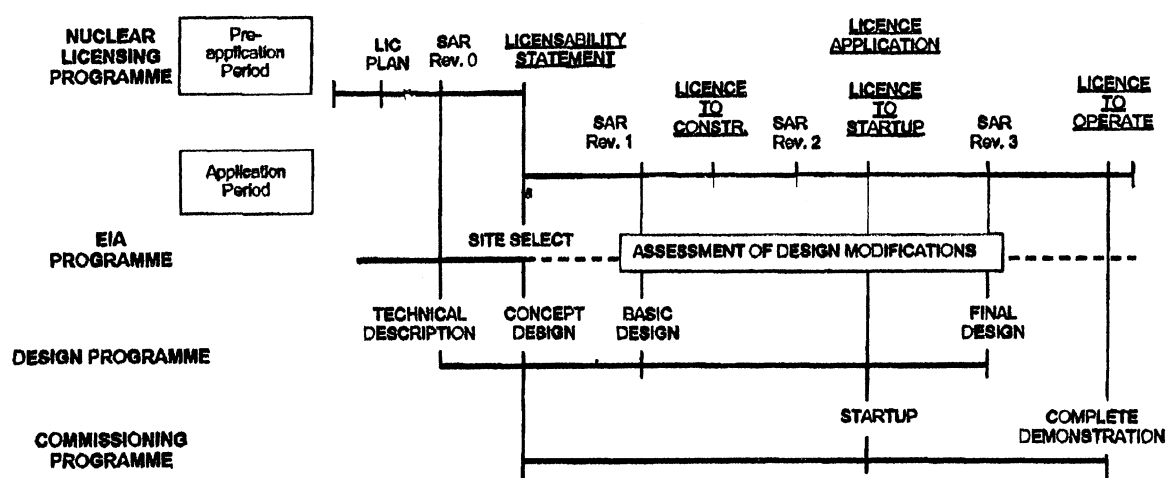 NUCLEAR
LICENSING
PROGRAMME
Pre-
application
Period
LIC
PLAN
SAR
Rev. 0
LICENSABILITY
STATEMENT
LICENCE
APPLICATION
SAR
Rev. 1
LICENCE
TO
CONSTR.
SAR
Rev. 2
LICENCE
TO
STARTUP
SAR
Rev. 3
LICENCE
TO
OPERATE
Application
Period
EIA
PROGRAMME
SITE SELECT
ASSESSMENT OF DESIGN MODIFICATIONS
TECHNICAL
DESCRIPTION
CONCEPT
DESIGN
BASIC
DESIGN
FINAL
DESIGN
DESIGN PROGRAMME
COMMISSIONING
PROGRAMME
STARTUP
COMPLETE
DEMONSTRATION